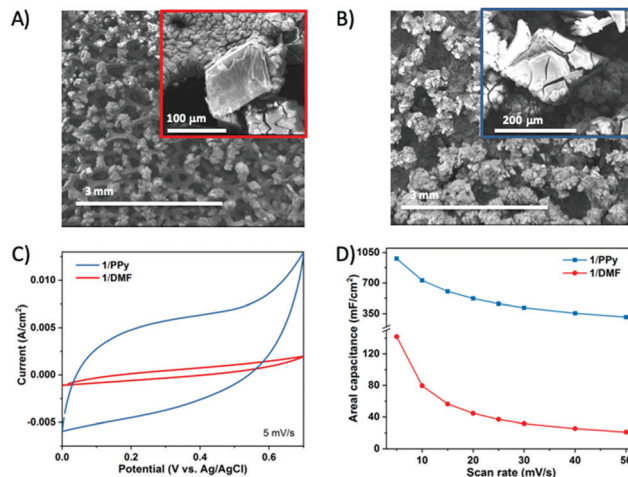 A)
100 µm
3 mm
B)
200 µm
3 mm
C)
1/PPy
1/DMF
0.010
0.005
0.000
-0.005
Current (A/cm²)
5 mV/s
0.0 0.2 0.4 0.6
Potential (V vs. Ag/AgCl)
D)
1/PPy
1/DMF
1050
700
350
120
80
40
0
Areal capacitance (mF/cm²)
10 20 30 40 50
Scan rate (mV/s)